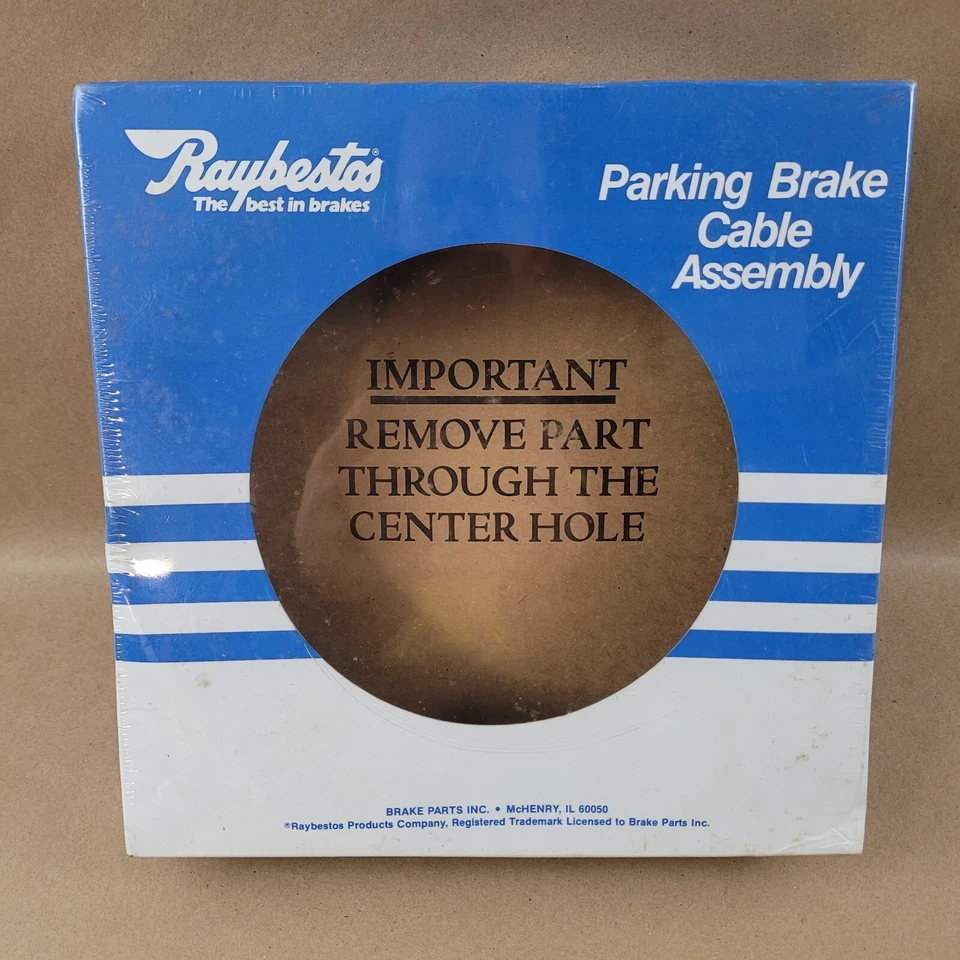 Raybestos®
The best in brakes
Parking Brake
Cable
Assembly
IMPORTANT
REMOVE PART
THROUGH THE
CENTER HOLE
BRAKE PARTS INC. • McHENRY, IL 60050
®Raybestos Products Company, Registered Trademark Licensed to Brake Parts Inc.